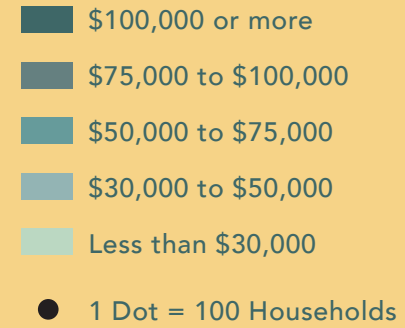 $100,000 or more
$75,000 to $100,000
$50,000 to $75,000
$30,000 to $50,000
Less than $30,000
1 Dot = 100 Households